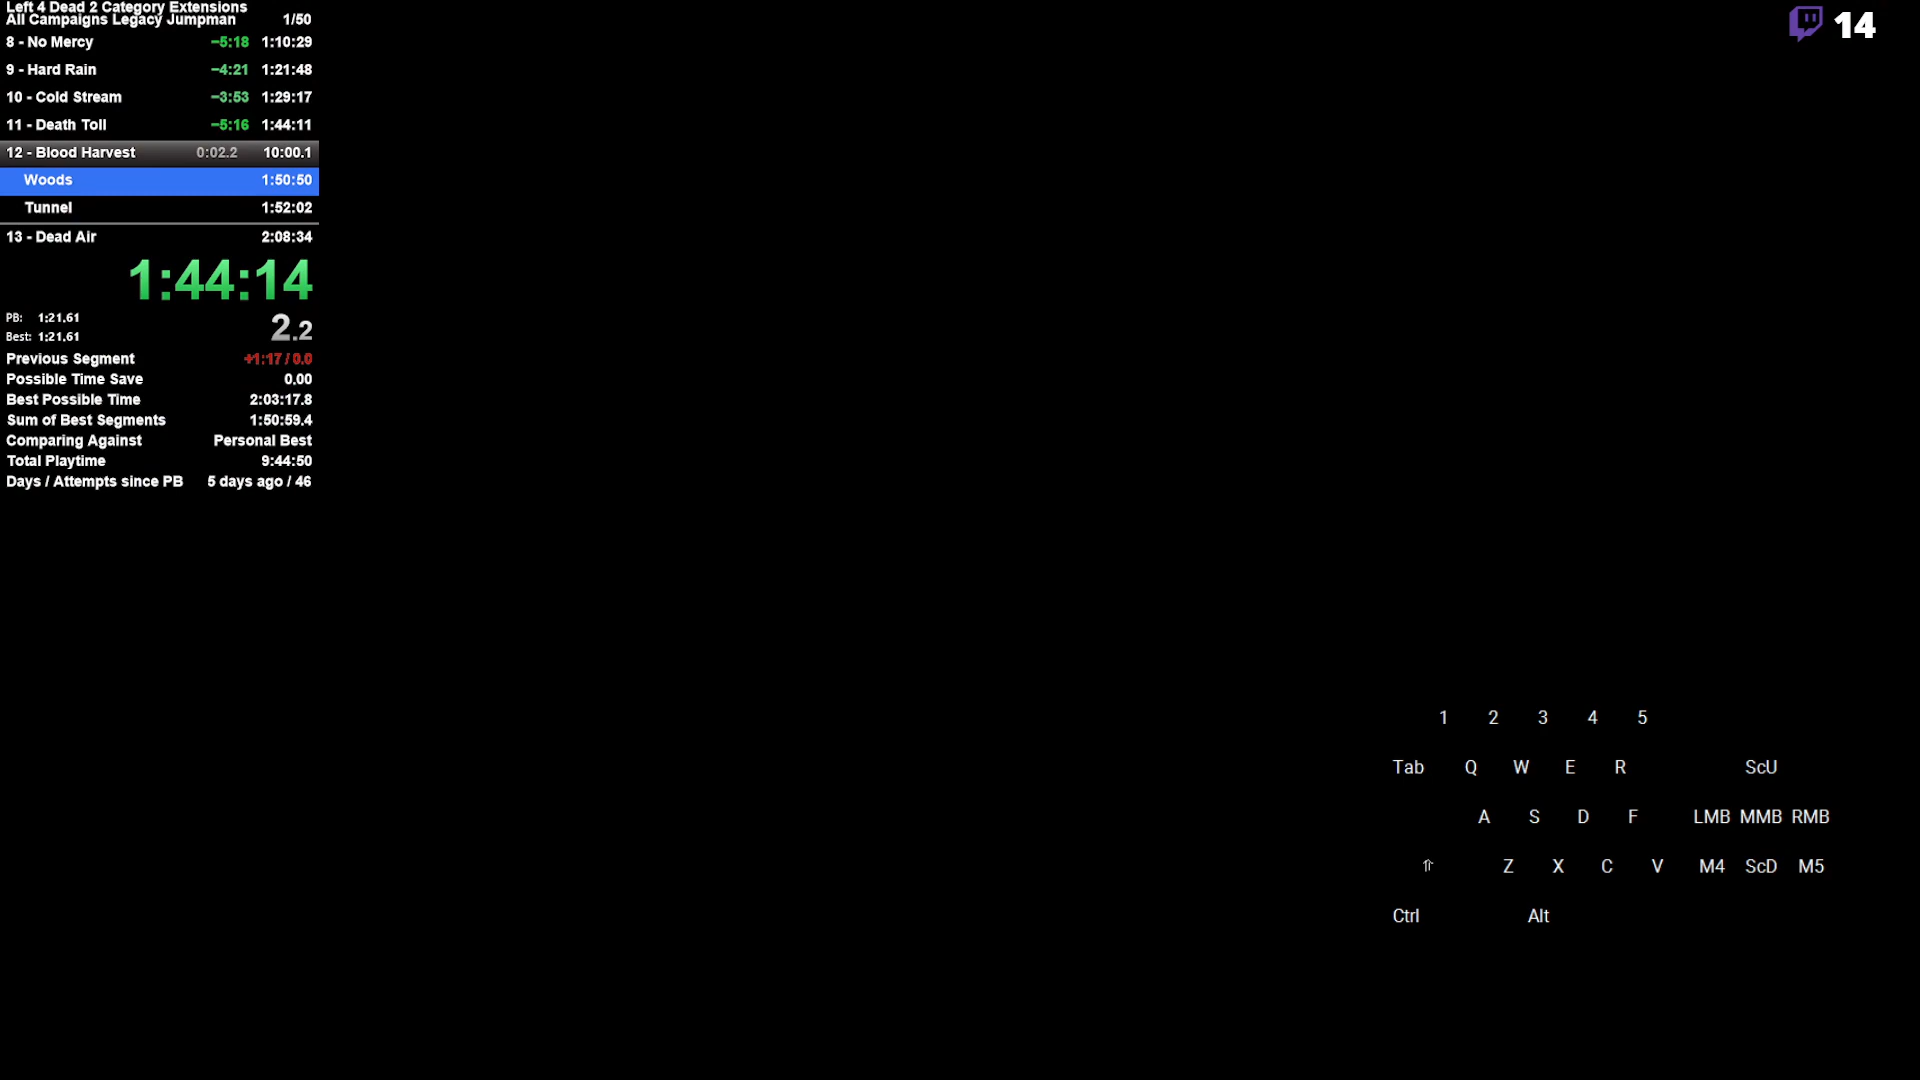 Left 4 Dead 2 Category Extensions
All Campaigns Legacy Jumpman 1/50
8 - No Mercy −5:18 1:10:29
9 - Hard Rain −4:21 1:21:48
10 - Cold Stream −3:53 1:29:17
11 - Death Toll −5:16 1:44:11
12 - Blood Harvest 0:02.2 10:00.1
Woods 1:50:50
Tunnel 1:52:02
13 - Dead Air 2:08:34
1:44:14
PB: 1:21.61
Best: 1:21.61
2.2
Previous Segment +1:17 / 0.0
Possible Time Save 0.00
Best Possible Time 2:03:17.8
Sum of Best Segments 1:50:59.4
Comparing Against Personal Best
Total Playtime 9:44:50
Days / Attempts since PB 5 days ago / 46
14
1 2 3 4 5
Tab Q W E R ScU
A S D F LMB MMB RMB
⇑ Z X C V M4 ScD M5
Ctrl Alt